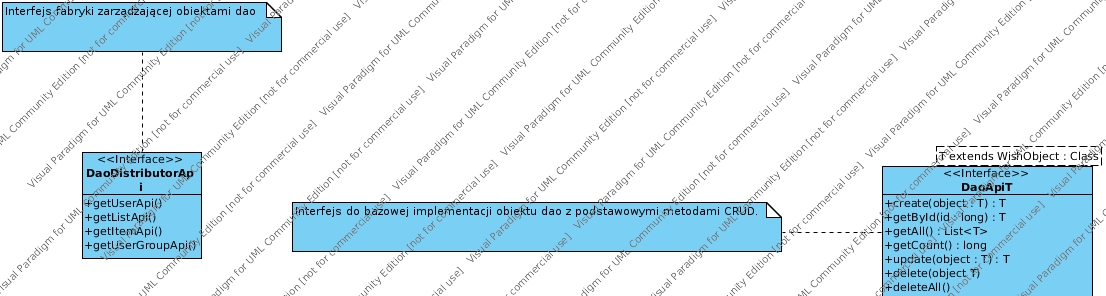 Interfejs fabryki zarządzającej obiektami dao
<<Interface>>
DaoDistributorAp
i
+getUserApi()
+getListApi()
+getItemApi()
+getUserGroupApi()
Interfejs do bazowej implementacji obiektu dao z podstawowymi metodami CRUD.
T extends WishObject : Class
<<Interface>>
DaoApiT
+create(object : T) : T
+getById(id : long) : T
+getAll() : List<T>
+getCount() : long
+update(object : T) : T
+delete(object T)
+deleteAll()
Visual Paradigm for UML Community Edition [not for commercial use]